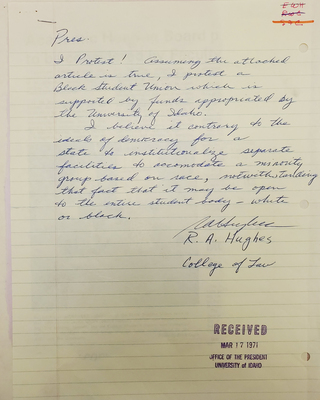 Pres.
I Protest! Assuming the attached
article is true, I protest a
Black Student Union which is
supported by funds appropriated by
the University of Idaho.
I believe it contrary to the
ideals of democracy for a
state to institutionalize separate
facilities to accomodate a minority
group based on race, notwithstanding
that fact that it may be open
to the entire student body - white
or black.
RAHughes
R. A. Hughes
College of Law
RECEIVED
MAR 17 1971
OFFICE OF THE PRESIDENT
UNIVERSITY of IDAHO